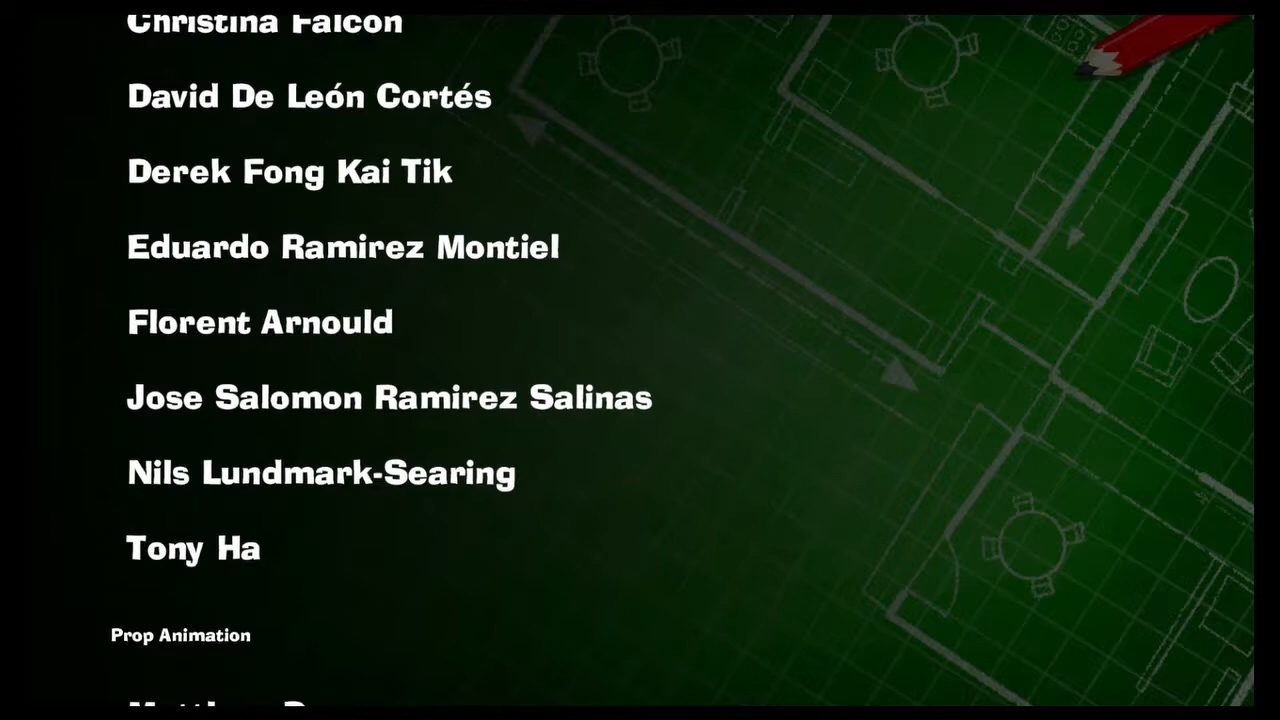 Christina Falcon
David De León Cortés
Derek Fong Kai Tik
Eduardo Ramirez Montiel
Florent Arnould
Jose Salomon Ramirez Salinas
Nils Lundmark-Searing
Tony Ha
Prop Animation